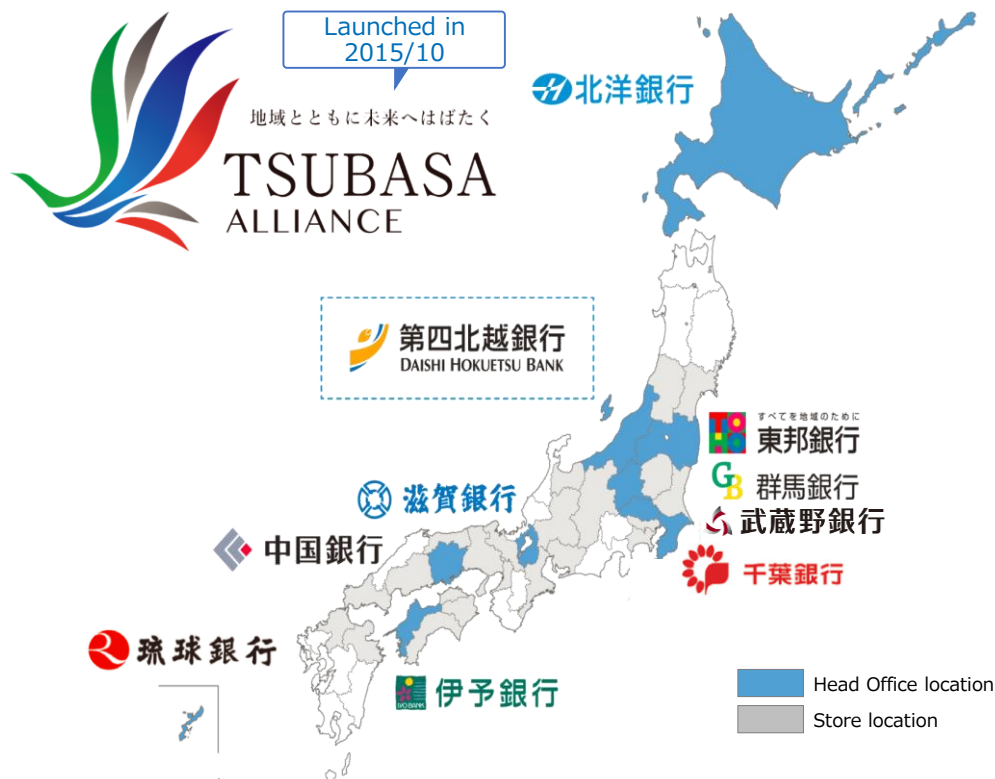 Launched in
2015/10
地域とともに未来へはばたく
TSUBASA
ALLIANCE
北洋銀行
第四北越銀行
DAISHI HOKUETSU BANK
すべてを地域のために
TOHO
東邦銀行
GB
群馬銀行
滋賀銀行
武蔵野銀行
中国銀行
千葉銀行
R
琉球銀行
IYO BANK
伊予銀行
Head Office location
Store location